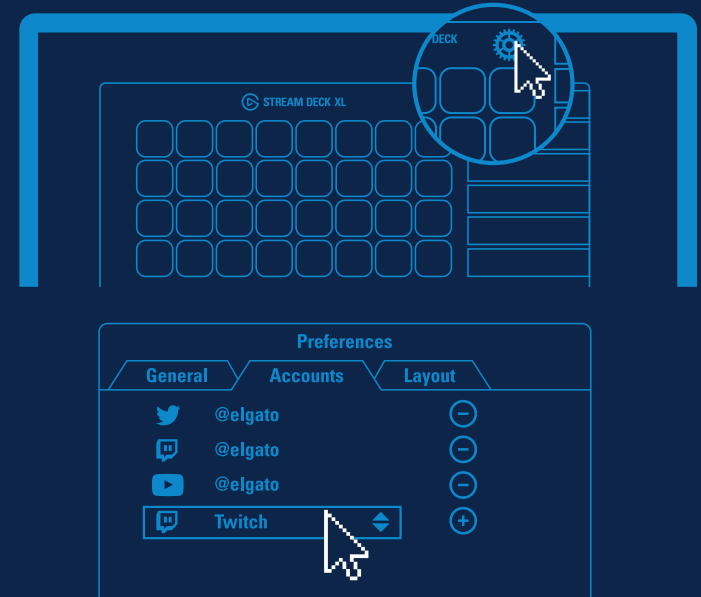 DECK
STREAM DECK XL
Preferences
General Accounts Layout
@elgato
@elgato
@elgato
Twitch